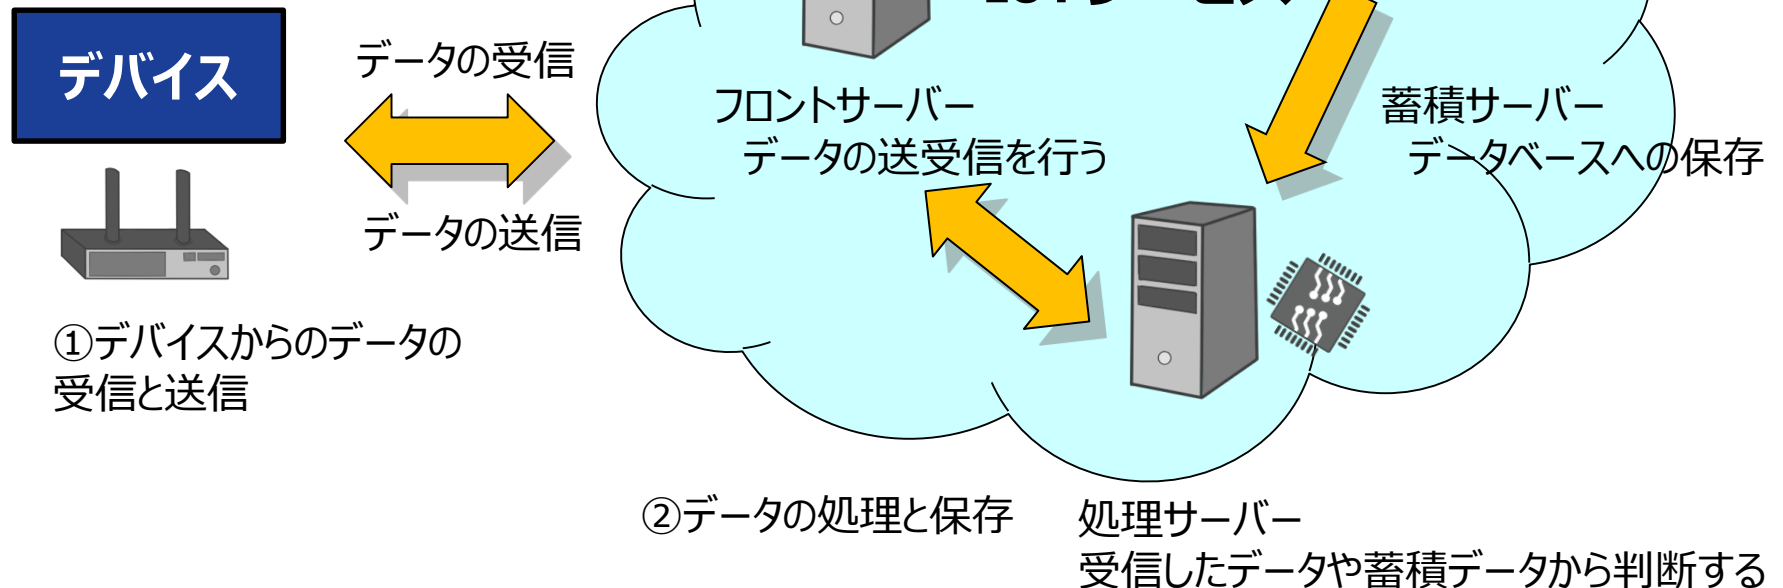 デバイス
データの受信
データの送信
①デバイスからのデータの
受信と送信
フロントサーバー
データの送受信を行う
蓄積サーバー
データベースへの保存
②データの処理と保存
処理サーバー
受信したデータや蓄積データから判断する